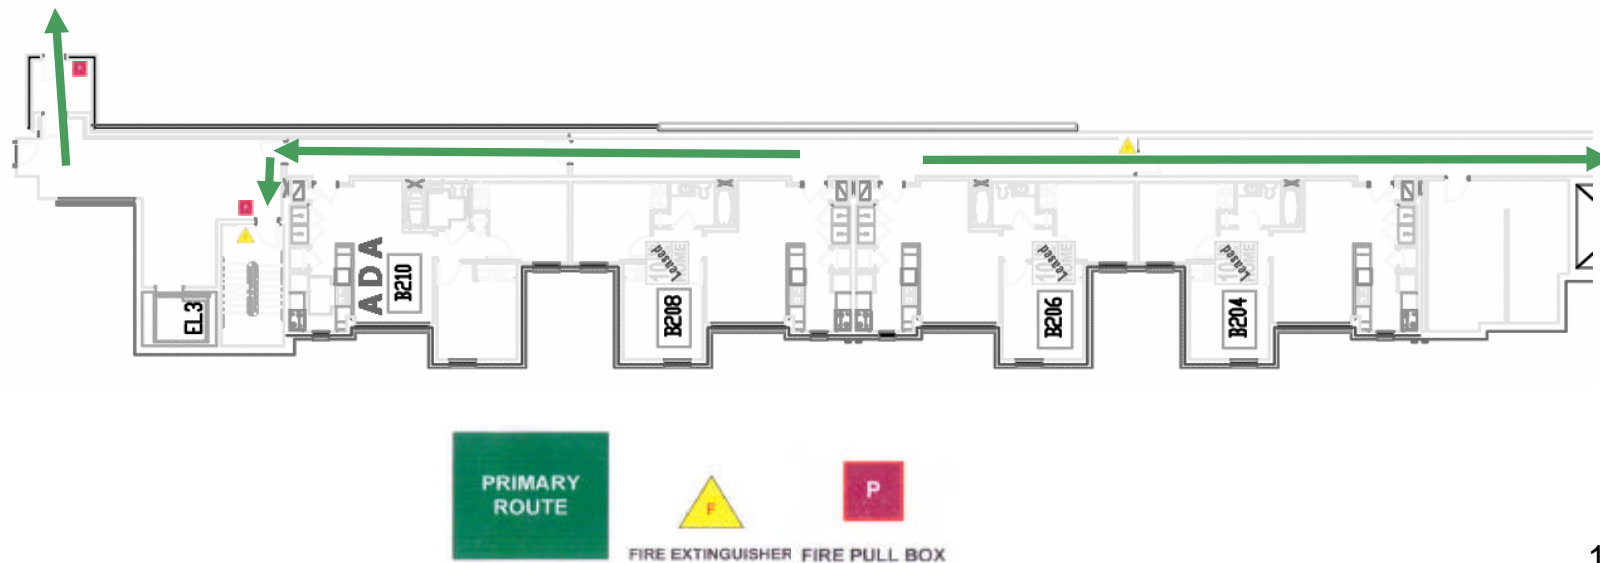 P
P
F
F
EL3
ADA
B210
Leased
B208
Leased
B206
Leased
B204
PRIMARY
ROUTE
F
P
FIRE EXTINGUISHER
FIRE PULL BOX
1